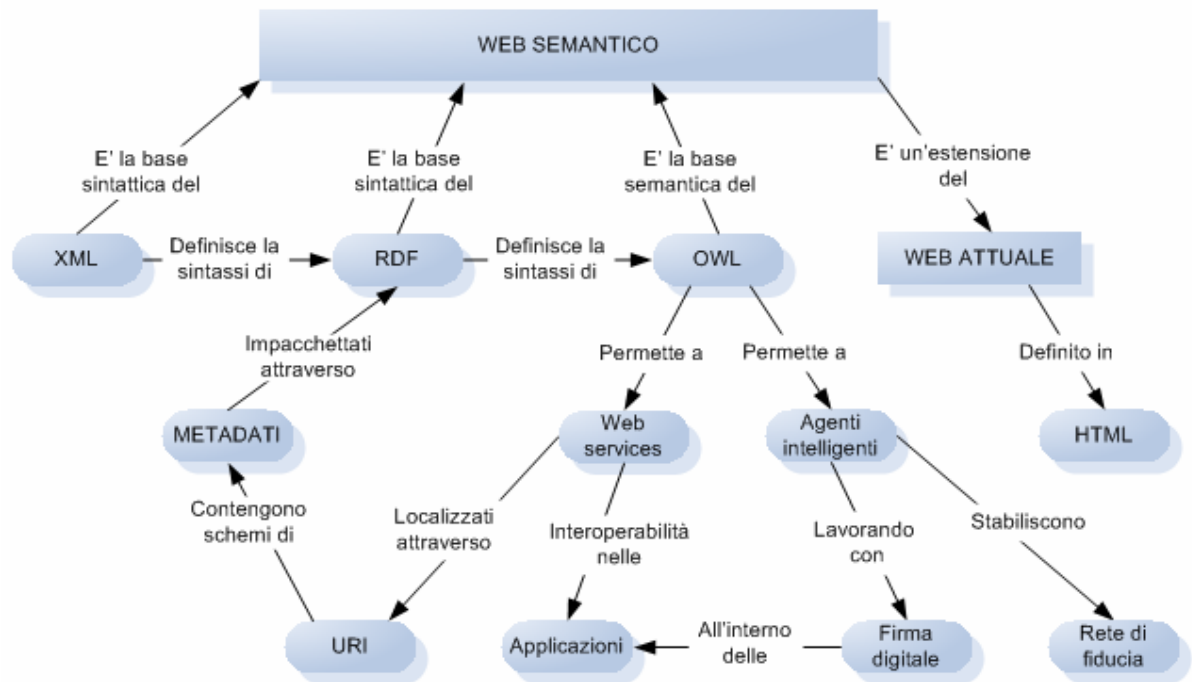 WEB SEMANTICO
E' la base
sintattica del
E' la base
sintattica del
E' la base
semantica del
E' un'estensione
del
XML
Definisce la
sintassi di
RDF
Definisce la
sintassi di
OWL
WEB ATTUALE
Impacchettati
attraverso
Permette a
Permette a
Definito in
METADATI
Web
services
Agenti
intelligenti
HTML
Contengono
schemi di
Localizzati
attraverso
Interoperabilità
nelle
Lavorando
con
Stabiliscono
URI
Applicazioni
All'interno
delle
Firma
digitale
Rete di
fiducia